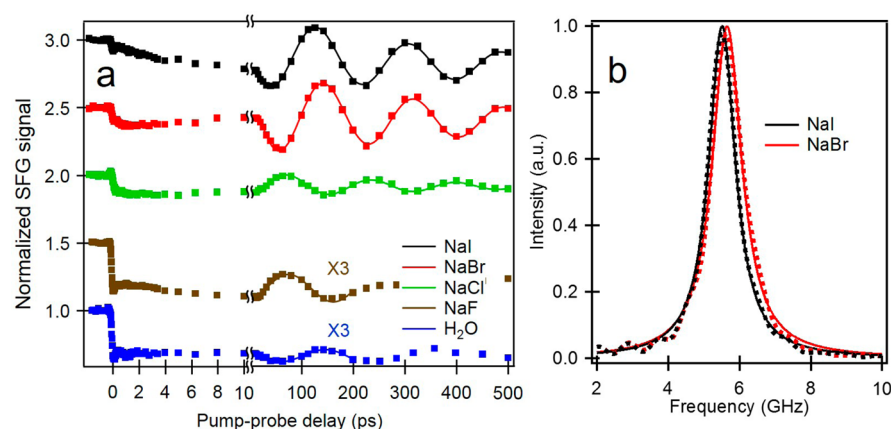 Normalized SFG signal
a
3.0
2.5
2.0
1.5
1.0
X3
X3
NaI
NaBr
NaCl
NaF
H₂O
0 2 4 6 8 10 100 200 300 400 500
Pump-probe delay (ps)
b
Intensity (a.u.)
1.0
0.8
0.6
0.4
0.2
0.0
NaI
NaBr
2 4 6 8 10
Frequency (GHz)